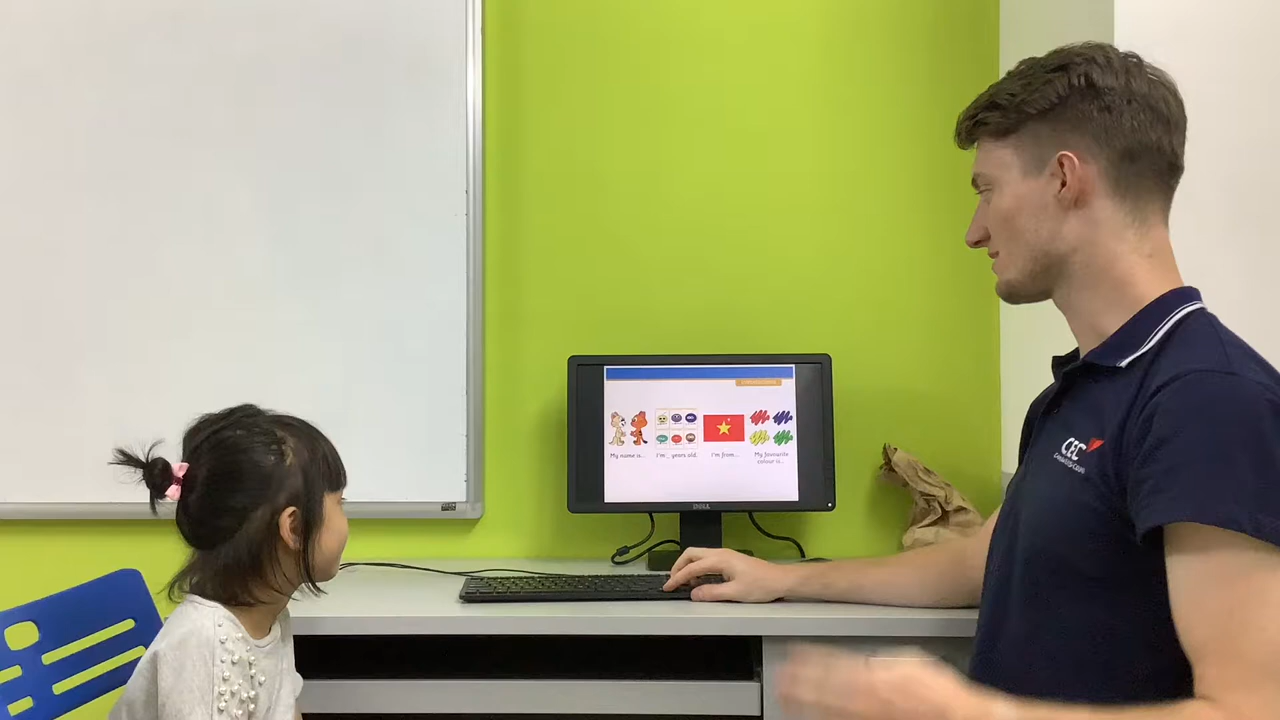 My name is...
I'm _ years old.
I'm from...
My favourite
colour is...
DELL
CEC